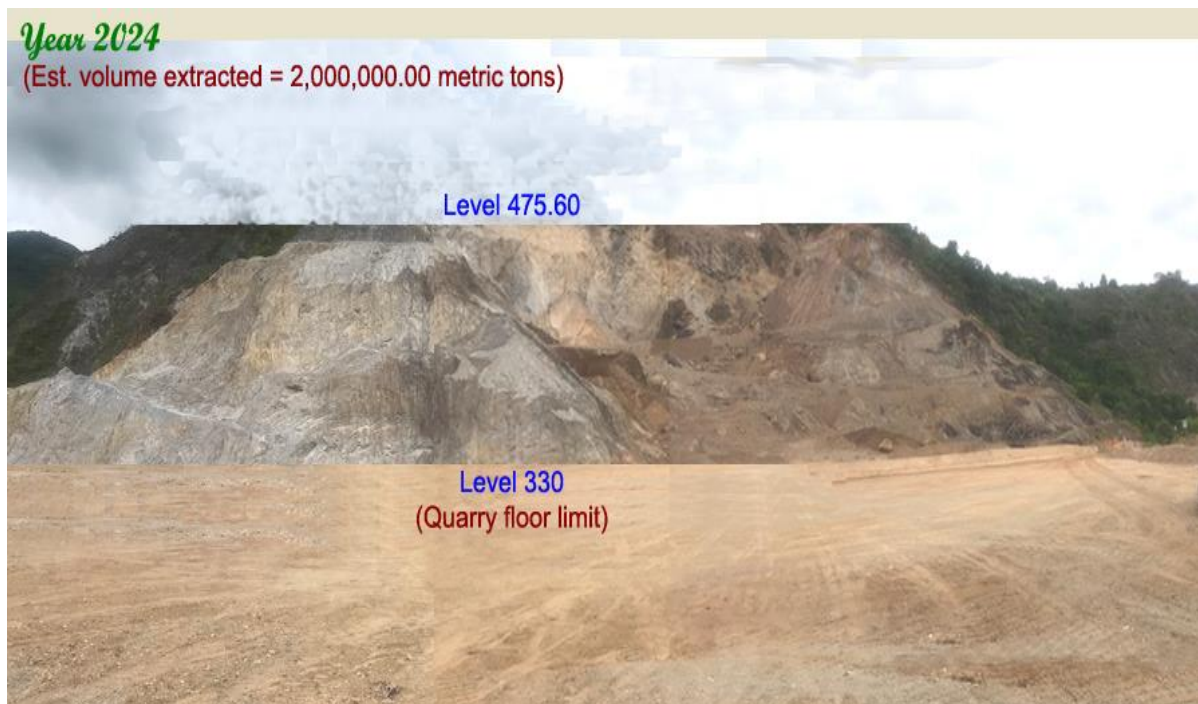 Year 2024
(Est. volume extracted = 2,000,000.00 metric tons)
Level 475.60
Level 330
(Quarry floor limit)